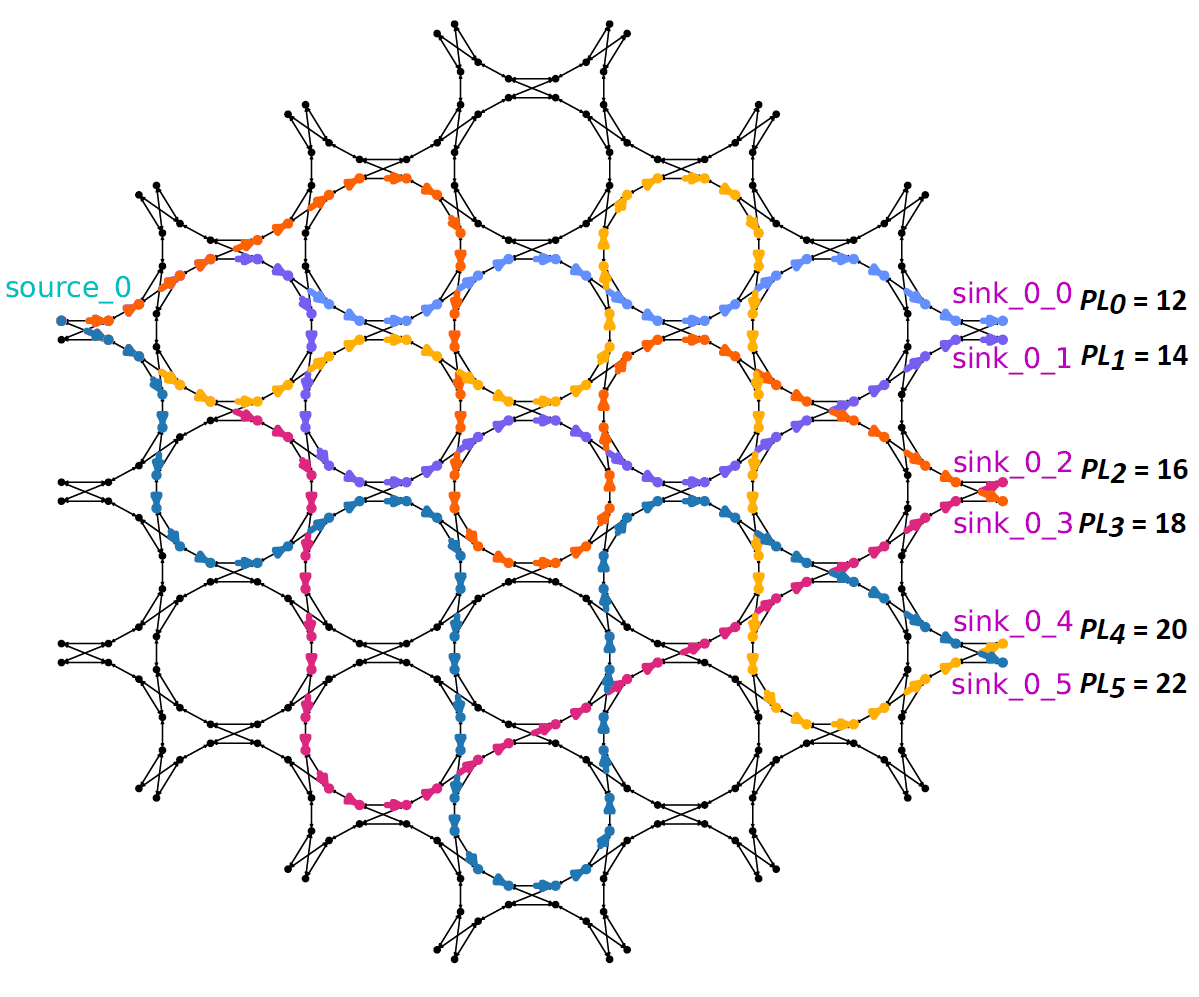 source_0
sink_0_0 PL0 = 12
sink_0_1 PL1 = 14
sink_0_2 PL2 = 16
sink_0_3 PL3 = 18
sink_0_4 PL4 = 20
sink_0_5 PL5 = 22